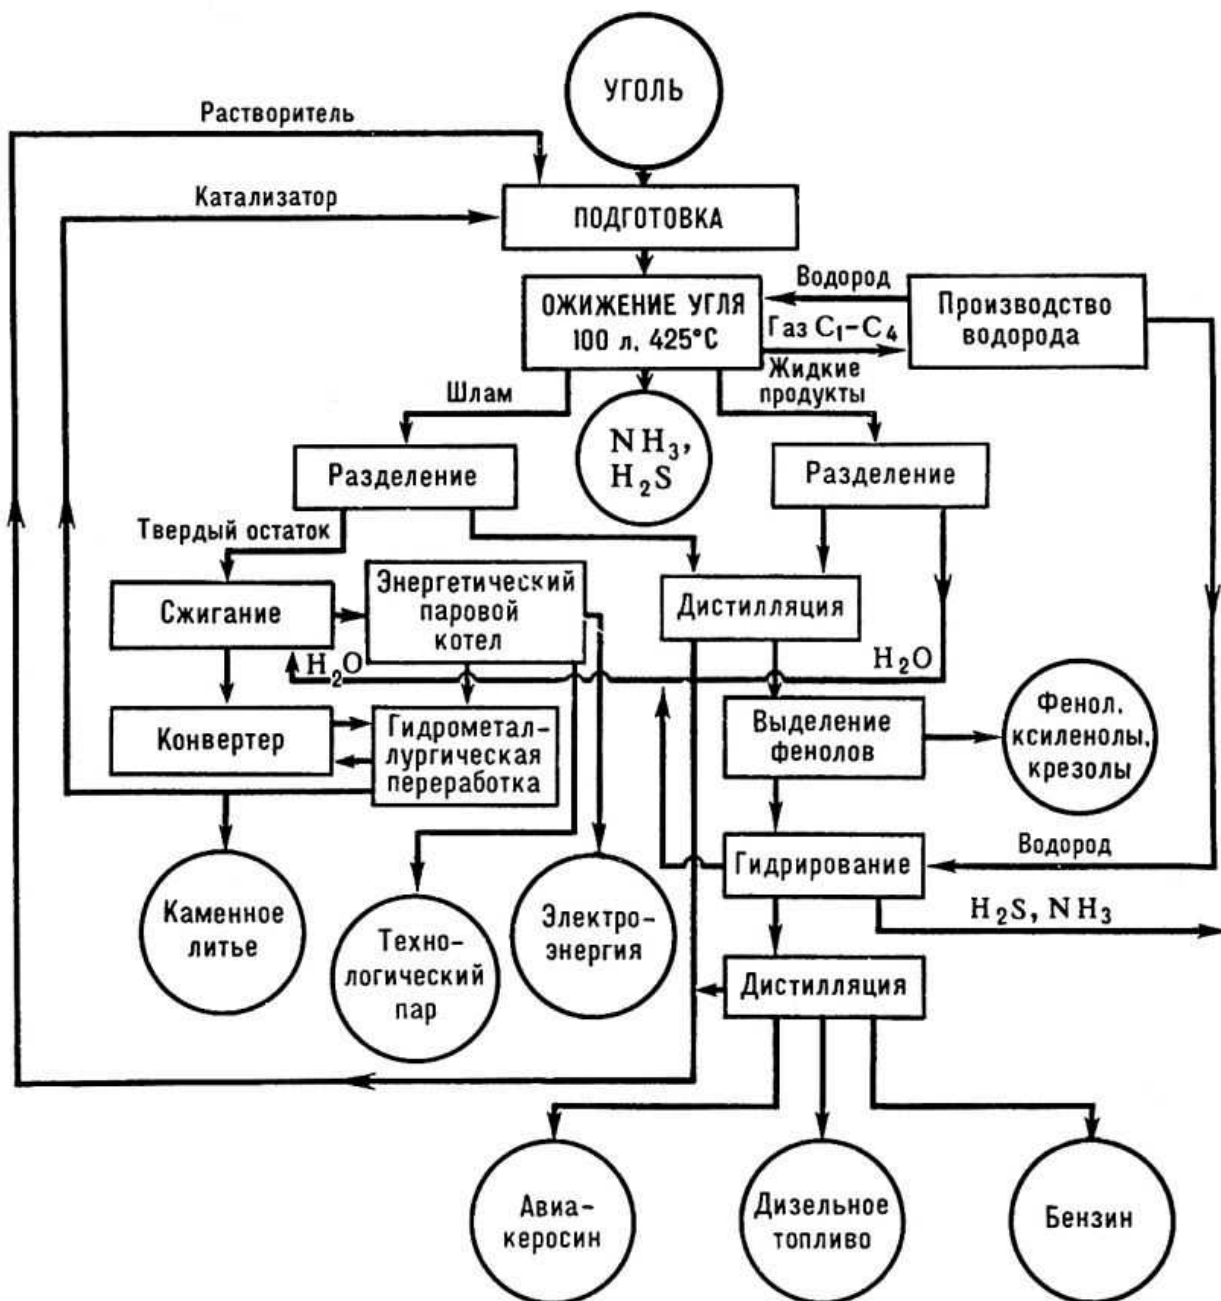 УГОЛЬ
Растворитель
Катализатор
ПОДГОТОВКА
Водород
ОЖИЖЕНИЕ УГЛЯ
100 л, 425°С
Газ C₁–C₄
Производство
водорода
Жидкие
продукты
Шлам
NH₃,
H₂S
Разделение
Разделение
Твердый остаток
Сжигание
Энергетический
паровой
котел
Дистилляция
H₂O
H₂O
Конвертер
Гидрометал-
лургическая
переработка
Выделение
фенолов
Фенол,
ксиленолы,
крезолы
Водород
Гидрирование
H₂S, NH₃
Каменное
литье
Техно-
логический
пар
Электро-
энергия
Дистилляция
Авиа-
керосин
Дизельное
топливо
Бензин